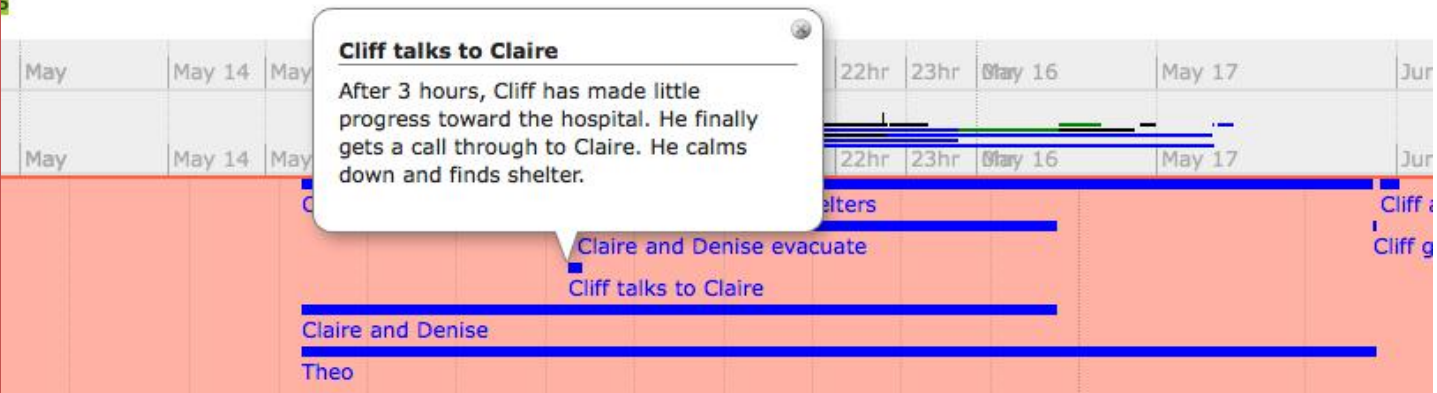 Cliff talks to Claire
After 3 hours, Cliff has made little
progress toward the hospital. He finally
gets a call through to Claire. He calms
down and finds shelter.
May May 14 May 22hr 23hr May 16 May 17 Jun
May May 14 May 22hr 23hr May 16 May 17 Jun
C elters Cliff a
Claire and Denise evacuate Cliff g
Cliff talks to Claire
Claire and Denise
Theo